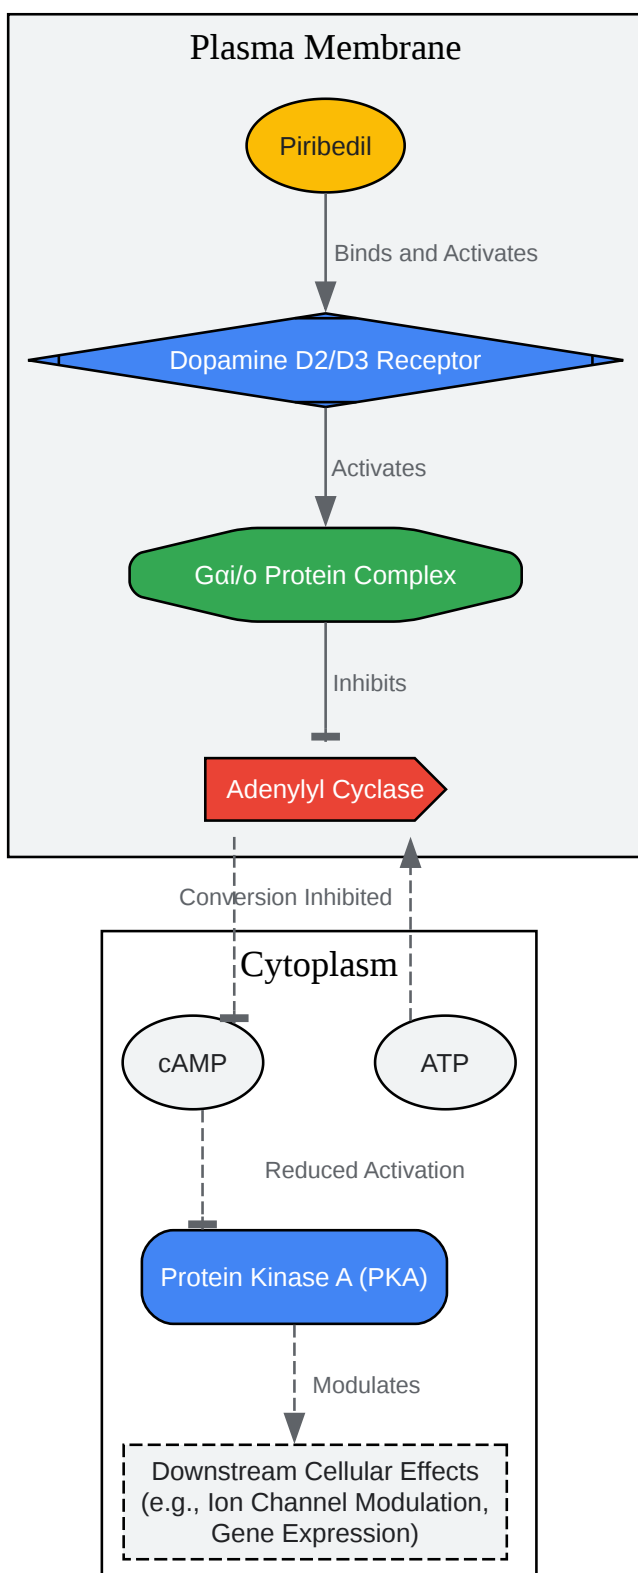 Plasma Membrane
Piribedil
Binds and Activates
Dopamine D2/D3 Receptor
Activates
Gαi/o Protein Complex
Inhibits
Adenylyl Cyclase
Conversion Inhibited
Cytoplasm
cAMP
ATP
Reduced Activation
Protein Kinase A (PKA)
Modulates
Downstream Cellular Effects
(e.g., Ion Channel Modulation,
Gene Expression)